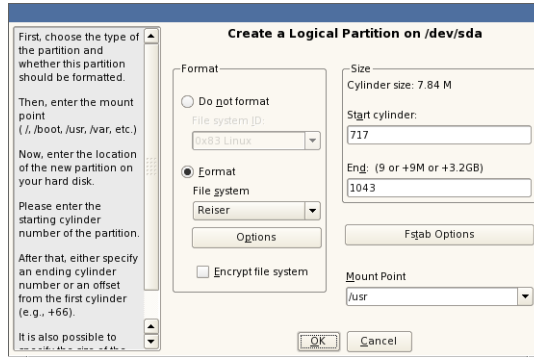 Create a Logical Partition on /dev/sda
First, choose the type of
the partition and
whether this partition
should be formatted.
Then, enter the mount
point
( /, /boot, /usr, /var, etc.)
Now, enter the location
of the new partition on
your hard disk.
Please enter the
starting cylinder
number of the partition.
After that, either specify
an ending cylinder
number or an offset
from the first cylinder
(e.g., +66).
It is also possible to
Format
Do not format
File system ID:
0x83 Linux
Format
File system
Reiser
Options
Encrypt file system
Size
Cylinder size: 7.84 M
Start cylinder:
717
End: (9 or +9M or +3.2GB)
1043
Fstab Options
Mount Point
/usr
OK
Cancel